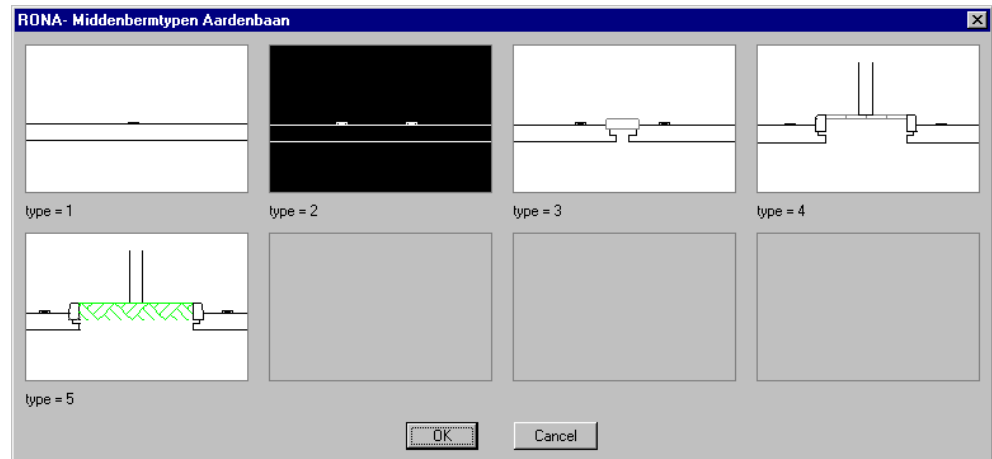 RONA- Middenbermtypen Aardenbaan
type = 1
type = 2
type = 3
type = 4
type = 5
OK
Cancel